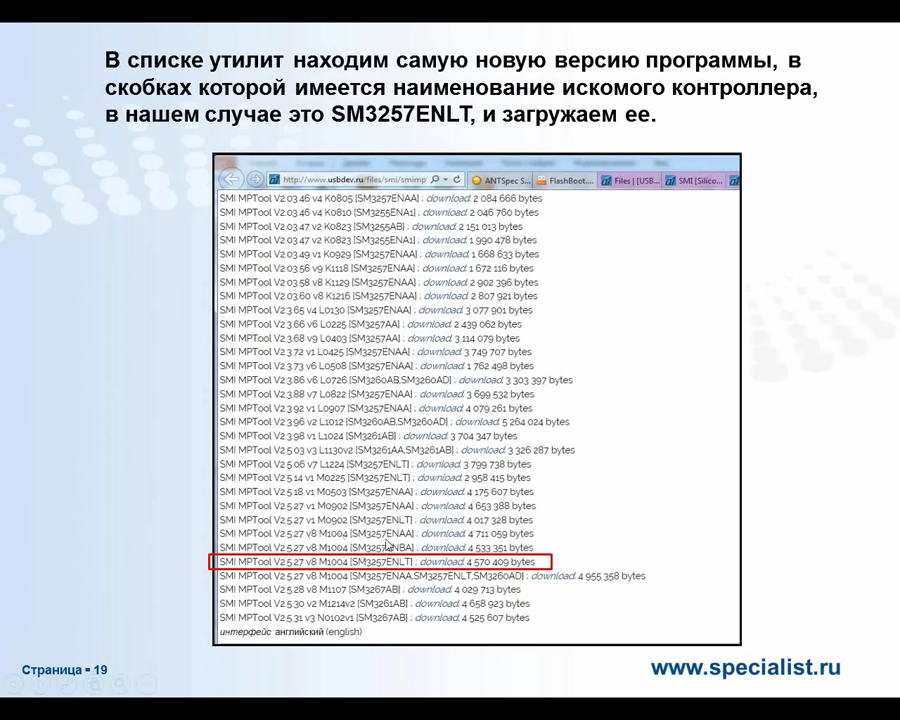 В списке утилит находим самую новую версию программы, в
скобках которой имеется наименование искомого контроллера,
в нашем случае это SM3257ENLT, и загружаем ее.
http://www.usbdev.ru/files/smi/smimp
ANTSpec S...
FlashBoot....
Files | [USB...
SMI [Silico...
SMI MPTool V2.03.46 v4 K0805 [SM3257ENAA] ; download: 2 084 666 bytes
SMI MPTool V2.03.46 v4 K0810 [SM3255ENA1] ; download: 2 046 760 bytes
SMI MPTool V2.03.47 v2 K0823 [SM3255AB] ; download: 2 151 013 bytes
SMI MPTool V2.03.47 v2 K0823 [SM3255ENA1] ; download: 1 990 478 bytes
SMI MPTool V2.03.49 v1 K0929 [SM3257ENAA] ; download: 1 668 633 bytes
SMI MPTool V2.03.56 v9 K1118 [SM3257ENAA] ; download: 1 672 116 bytes
SMI MPTool V2.03.58 v8 K1129 [SM3257ENAA] ; download: 2 902 396 bytes
SMI MPTool V2.03.60 v8 K1216 [SM3257ENAA] ; download: 2 807 921 bytes
SMI MPTool V2.3.65 v4 L0130 [SM3257ENAA] ; download: 3 077 901 bytes
SMI MPTool V2.3.66 v6 L0225 [SM3257AA] ; download: 2 439 062 bytes
SMI MPTool V2.3.68 v9 L0403 [SM3257AA] ; download: 3 114 079 bytes
SMI MPTool V2.3.72 v1 L0425 [SM3257ENAA] ; download: 3 749 707 bytes
SMI MPTool V2.3.73 v6 L0508 [SM3257ENAA] ; download: 1 762 498 bytes
SMI MPTool V2.3.86 v6 L0726 [SM3260AB,SM3260AD] ; download: 3 303 397 bytes
SMI MPTool V2.3.88 v7 L0822 [SM3257ENAA] ; download: 3 699 532 bytes
SMI MPTool V2.3.92 v1 L0907 [SM3257ENAA] ; download: 4 079 261 bytes
SMI MPTool V2.3.96 v2 L1012 [SM3260AB,SM3260AD] ; download: 5 264 024 bytes
SMI MPTool V2.3.98 v1 L1024 [SM3261AB] ; download: 3 704 347 bytes
SMI MPTool V2.5.03 v3 L1130v2 [SM3261AA,SM3261AB] ; download: 3 326 287 bytes
SMI MPTool V2.5.06 v7 L1224 [SM3257ENLT] ; download: 3 799 738 bytes
SMI MPTool V2.5.14 v1 M0225 [SM3257ENLT] ; download: 2 958 415 bytes
SMI MPTool V2.5.18 v1 M0503 [SM3257ENAA] ; download: 4 175 607 bytes
SMI MPTool V2.5.27 v1 M0902 [SM3257ENAA] ; download: 4 653 388 bytes
SMI MPTool V2.5.27 v1 M0902 [SM3257ENLT] ; download: 4 017 328 bytes
SMI MPTool V2.5.27 v8 M1004 [SM3257ENAA] ; download: 4 711 059 bytes
SMI MPTool V2.5.27 v8 M1004 [SM3257ENBA] ; download: 4 533 351 bytes
SMI MPTool V2.5.27 v8 M1004 [SM3257ENLT] ; download: 4 570 409 bytes
SMI MPTool V2.5.27 v8 M1004 [SM3257ENAA,SM3257ENLT,SM3260AD] ; download: 4 955 358 bytes
SMI MPTool V2.5.28 v8 M1107 [SM3267AB] ; download: 4 029 713 bytes
SMI MPTool V2.5.30 v2 M1214v2 [SM3261AB] ; download: 4 658 923 bytes
SMI MPTool V2.5.31 v3 N0102v1 [SM3267AB] ; download: 4 525 607 bytes
интерфейс английский (english)
Страница ▪ 19
www.specialist.ru